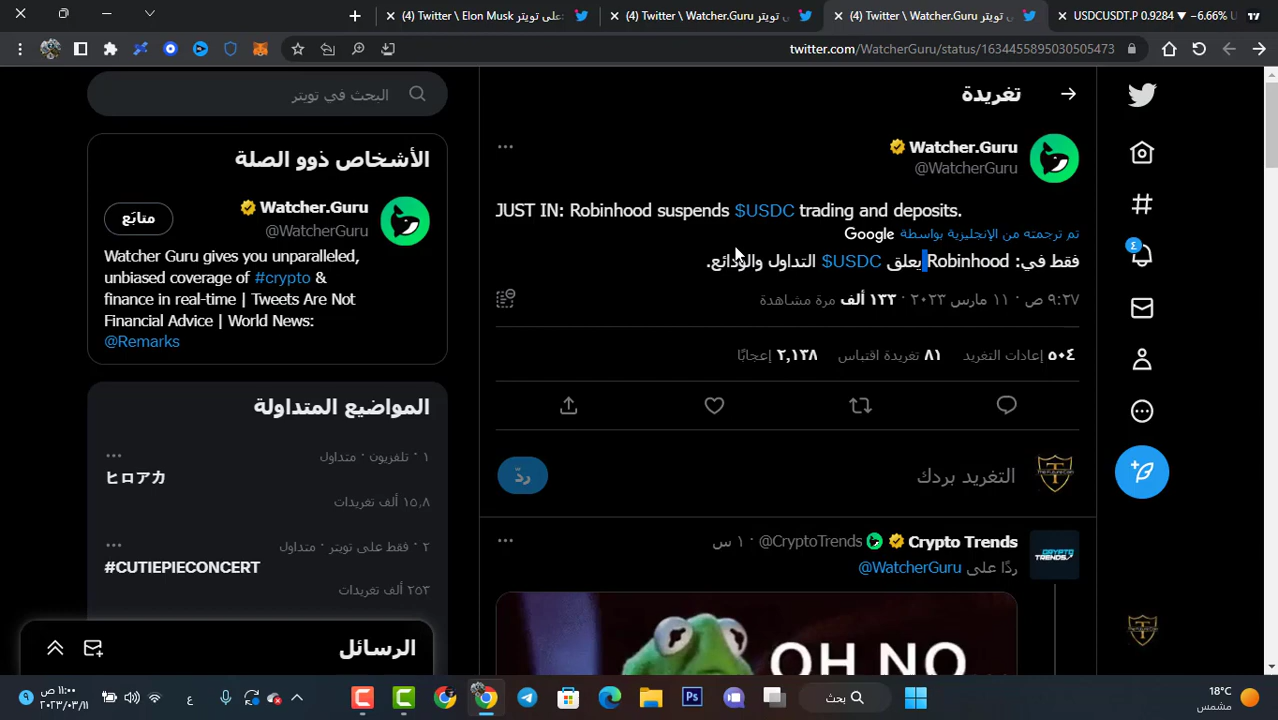 (4) Twitter \ Elon Musk على تويتر
(4) Twitter \ Watcher.Guru
(4) Twitter \ Watcher.Guru
USDCUSDT.P 0.9284 ▼ −6.66%
twitter.com/WatcherGuru/status/1634455895030505473
تغريدة
Watcher.Guru
@WatcherGuru
JUST IN: Robinhood suspends $USDC trading and deposits.
تم ترجمته من الإنجليزية بواسطة Google
فقط في: Robinhood يعلق USDC$ التداول والودائع.
٩:٢٧ ص · ١١ مارس ٢٠٢٣ · ١٣٣ ألف مرة مشاهدة
٥٠٤ إعادات التغريد ٨١ تغريدة اقتباس ٢,١٣٨ إعجابًا
التغريد بردك
ردّ
Crypto Trends @CryptoTrends · ١ س
ردًا على @WatcherGuru
CRYPTO TRENDS
OH NO
البحث في تويتر
الأشخاص ذوو الصلة
Watcher.Guru
@WatcherGuru
متابَع
Watcher Guru gives you unparalleled,
unbiased coverage of #crypto &
finance in real-time | Tweets Are Not
Financial Advice | World News:
@Remarks
المواضيع المتداولة
١ · تلفزيون · متداول
ヒロアカ
١٥,٨ ألف تغريدات
٢ · فقط على تويتر · متداول
#CUTIEPIECONCERT
٢٥٣ ألف تغريدات
الرسائل
٤
18°C
مشمس
بحث
Ps
ع
١١:٠٠ ص
٢٠٢٣/٠٣/١١
٩